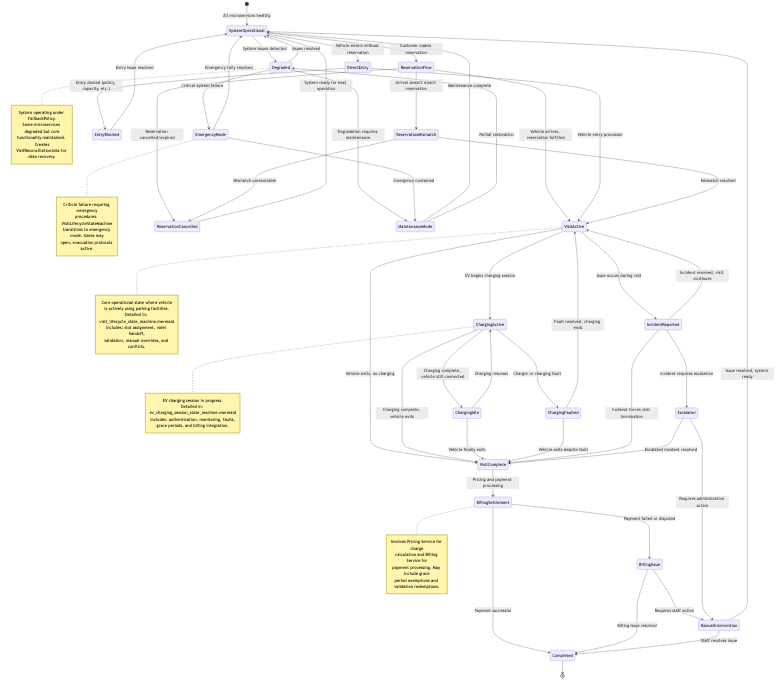 All microservices healthy
SystemOperational
System issues detected
Issues resolved
Vehicle enters without
reservation
Customer makes
reservation
Entry issue resolved
Emergency fully resolved
Degraded
DirectEntry
ReservationFlow
Entry denied (policy,
capacity, etc.)
Critical system failure
System ready for next
operation
Arrival doesn't match
reservation
Maintenance complete
System operating under
FallbackPolicy.
Some microservices
degraded but core
functionality maintained.
Creates
VisitReconciliationJobs for
data recovery.
EntryBlocked
Reservation
cancelled/expired
EmergencyMode
Degradation requires
maintenance
ReservationMismatch
Partial restoration
Vehicle arrives,
reservation fulfilled
Vehicle entry processes
Mismatch unresolvable
Emergency contained
Mismatch resolved
Critical failure requiring
emergency
procedures.
VisitLifecycleStateMachine
transitions to emergency
mode. Gates may
open, evacuation protocols
active.
ReservationCancelled
MaintenanceMode
VisitActive
EV begins charging session
Issue occurs during visit
Incident resolved, visit
continues
Core operational state where vehicle
is actively using parking facilities.
Detailed in:
visit_lifecycle_state_machine.mermaid
Includes: slot assignment, valet
handoff,
validation, manual overrides, and
conflicts.
ChargingActive
Fault resolved, charging
ends
IncidentReported
Vehicle exits, no charging
Charging complete,
vehicle still connected
Charging resumes
Charger or charging fault
Incident requires escalation
Issue resolved, system
ready
EV charging session in progress.
Detailed in:
ev_charging_session_state_machine.mermaid
Includes: authentication, monitoring, faults,
grace periods, and billing integration.
Charging complete,
vehicle exits
ChargingIdle
ChargingFaulted
Incident forces visit
termination
Escalated
Vehicle finally exits
Vehicle exits despite fault
Escalated incident resolved
VisitComplete
Pricing and payment
processing
Requires administrative
action
BillingSettlement
Payment failed or disputed
Involves Pricing Service for
charge
calculation and Billing
Service for
payment processing. May
include grace
period exemptions and
validation redemptions.
BillingIssue
Payment successful
Billing issue resolved
Requires staff action
ManualIntervention
Staff resolves issue
Completed